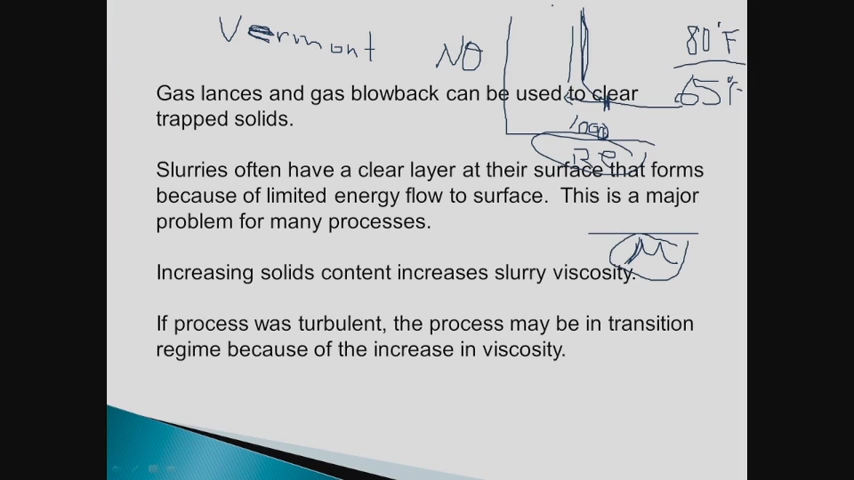 Vermont
NO
80°F
65°F
Gas lances and gas blowback can be used to clear
trapped solids.
1000
Re
Slurries often have a clear layer at their surface that forms
because of limited energy flow to surface. This is a major
problem for many processes.
μ
Increasing solids content increases slurry viscosity.
If process was turbulent, the process may be in transition
regime because of the increase in viscosity.